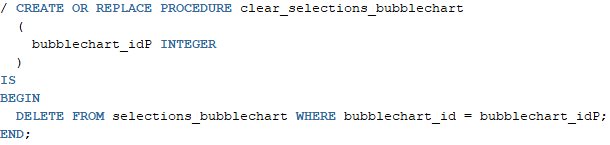 / CREATE OR REPLACE PROCEDURE clear_selections_bubblechart
(
bubblechart_idP INTEGER
)
IS
BEGIN
DELETE FROM selections_bubblechart WHERE bubblechart_id = bubblechart_idP;
END;